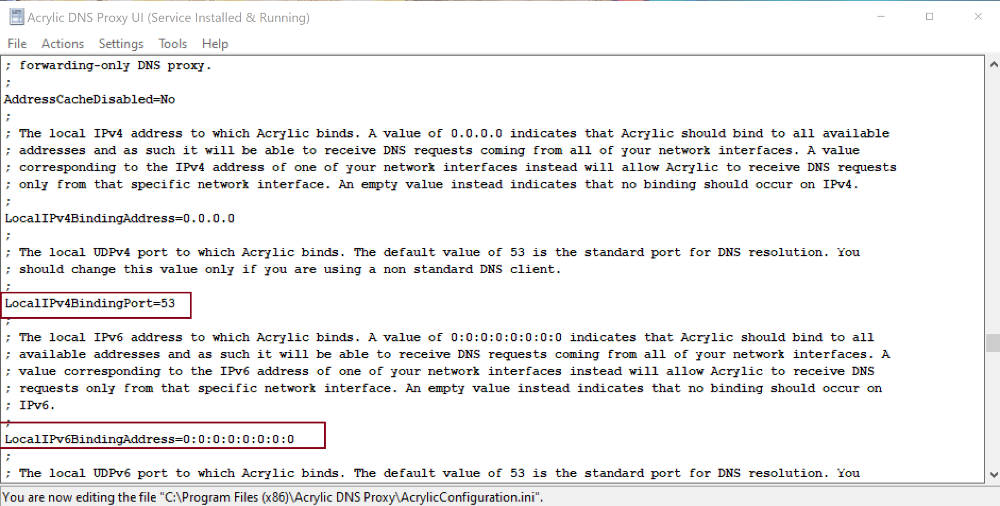 Acrylic DNS Proxy UI (Service Installed & Running)
File Actions Settings Tools Help
; forwarding-only DNS proxy.
;
AddressCacheDisabled=No
;
; The local IPv4 address to which Acrylic binds. A value of 0.0.0.0 indicates that Acrylic should bind to all available
; addresses and as such it will be able to receive DNS requests coming from all of your network interfaces. A value
; corresponding to the IPv4 address of one of your network interfaces instead will allow Acrylic to receive DNS requests
; only from that specific network interface. An empty value instead indicates that no binding should occur on IPv4.
;
LocalIPv4BindingAddress=0.0.0.0
;
; The local UDPv4 port to which Acrylic binds. The default value of 53 is the standard port for DNS resolution. You
; should change this value only if you are using a non standard DNS client.
;
LocalIPv4BindingPort=53
;
; The local IPv6 address to which Acrylic binds. A value of 0:0:0:0:0:0:0:0 indicates that Acrylic should bind to all
; available addresses and as such it will be able to receive DNS requests coming from all of your network interfaces. A
; value corresponding to the IPv6 address of one of your network interfaces instead will allow Acrylic to receive DNS
; requests only from that specific network interface. An empty value instead indicates that no binding should occur on
; IPv6.
;
LocalIPv6BindingAddress=0:0:0:0:0:0:0:0
;
; The local UDPv6 port to which Acrylic binds. The default value of 53 is the standard port for DNS resolution. You
You are now editing the file "C:\Program Files (x86)\Acrylic DNS Proxy\AcrylicConfiguration.ini".